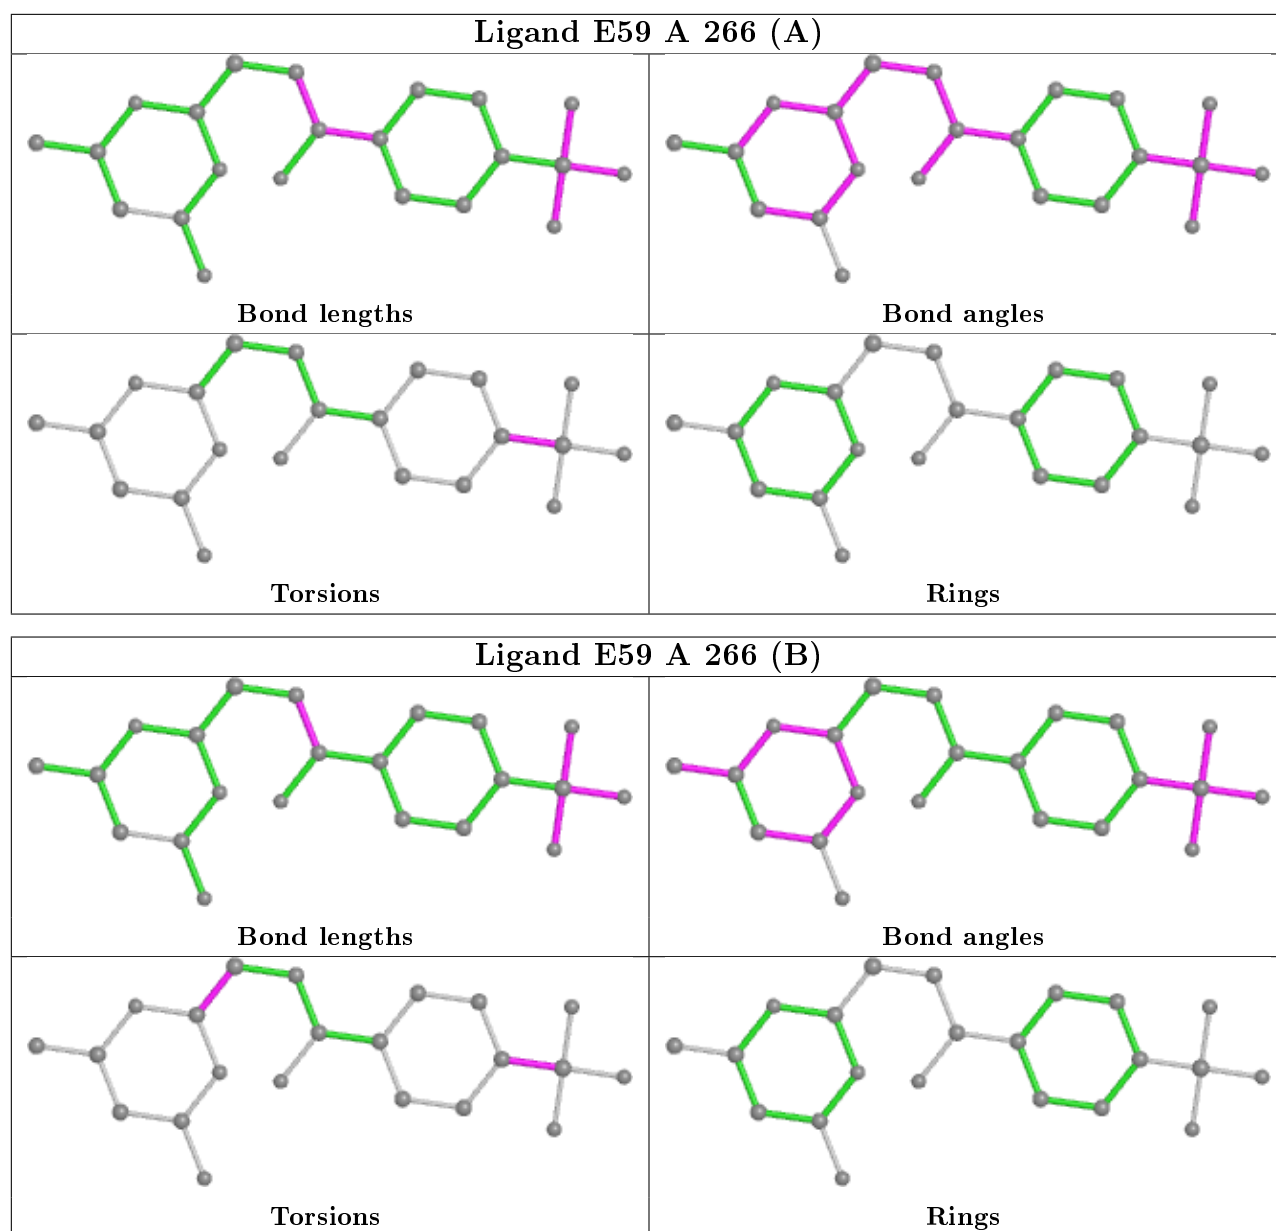 Ligand E59 A 266 (A)
Bond lengths
Bond angles
Torsions
Rings
Ligand E59 A 266 (B)
Bond lengths
Bond angles
Torsions
Rings